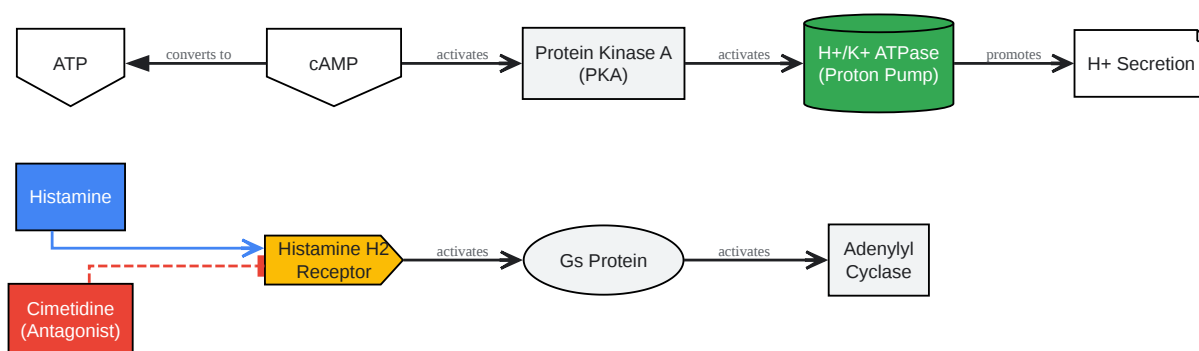 ATP
converts to
cAMP
activates
Protein Kinase A
(PKA)
activates
H+/K+ ATPase
(Proton Pump)
promotes
H+ Secretion
Histamine
Histamine H2
Receptor
activates
Gs Protein
activates
Adenylyl
Cyclase
Cimetidine
(Antagonist)